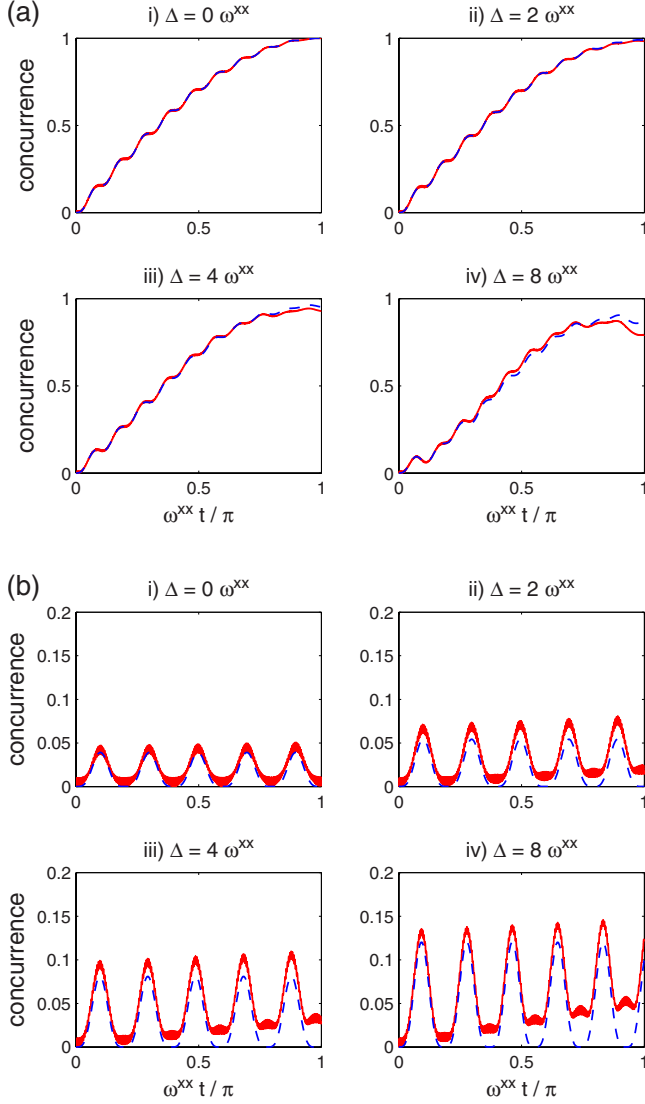 (a)
i) Δ = 0 ω^xx
ii) Δ = 2 ω^xx
concurrence
1
0.5
0
0
0.5
1
1
0.5
0
0
0.5
1
iii) Δ = 4 ω^xx
iv) Δ = 8 ω^xx
concurrence
1
0.5
0
0
0.5
1
ω^xx t / π
1
0.5
0
0
0.5
1
ω^xx t / π
(b)
i) Δ = 0 ω^xx
ii) Δ = 2 ω^xx
concurrence
0.2
0.15
0.1
0.05
0
0
0.5
1
concurrence
0.2
0.15
0.1
0.05
0
0
0.5
1
iii) Δ = 4 ω^xx
iv) Δ = 8 ω^xx
concurrence
0.2
0.15
0.1
0.05
0
0
0.5
1
ω^xx t / π
concurrence
0.2
0.15
0.1
0.05
0
0
0.5
1
ω^xx t / π